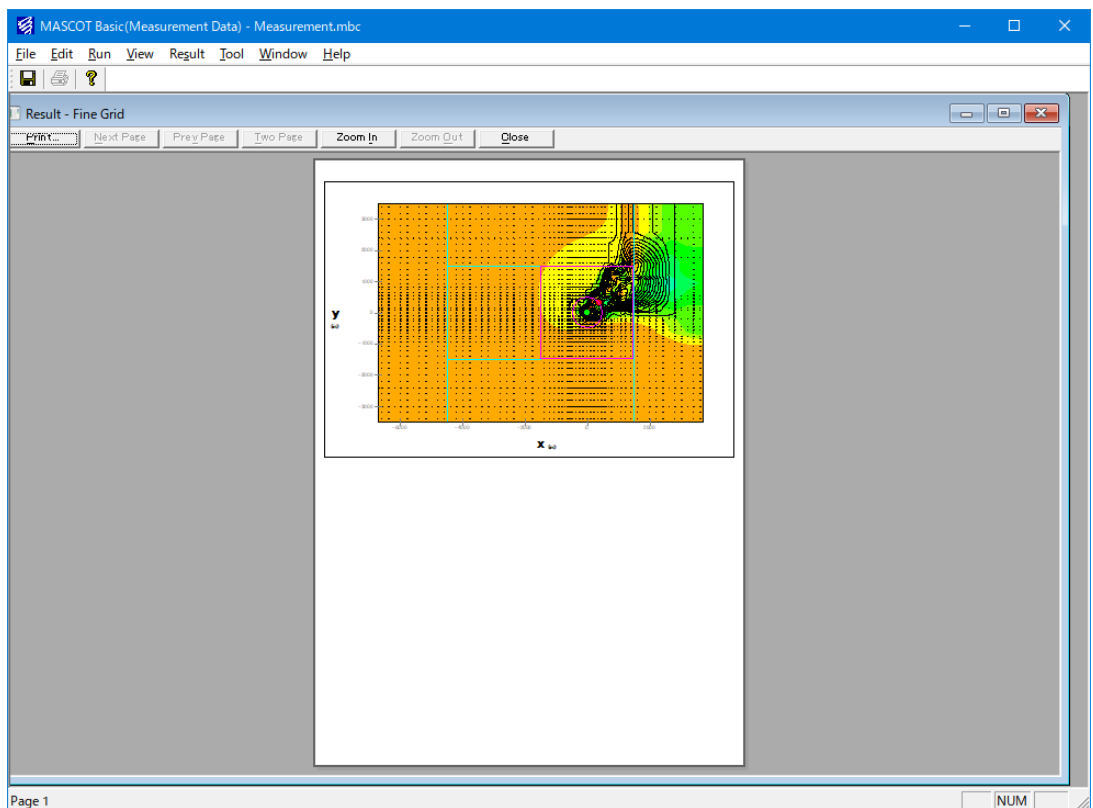 MASCOT Basic(Measurement Data) - Measurement.mbc
File Edit Run View Result Tool Window Help
Result - Fine Grid
Print... Next Page Prev Page Two Page Zoom In Zoom Out Close
y
x
Page 1
NUM